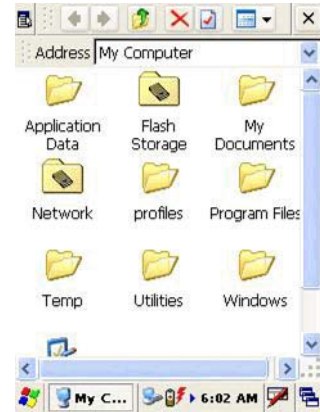 Address My Computer
Application Data
Flash Storage
My Documents
Network
profiles
Program Files
Temp
Utilities
Windows
My C...
6:02 AM